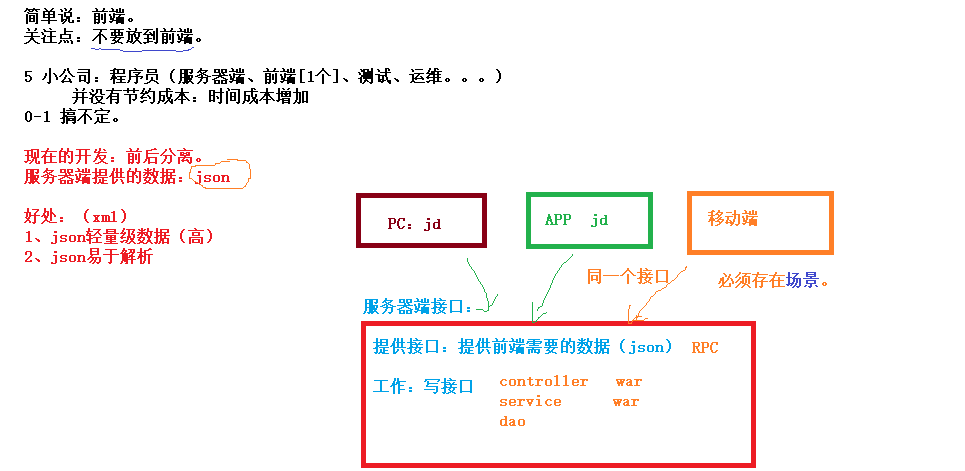 简单说：前端。
关注点：不要放到前端。
5 小公司：程序员（服务器端、前端[1个]、测试、运维。。。）
并没有节约成本：时间成本增加
0-1 搞不定。
现在的开发：前后分离。
服务器端提供的数据：json
好处：（xml）
1、json轻量级数据（高）
2、json易于解析
PC：jd
APP jd
移动端
同一个接口
必须存在场景。
服务器端接口：
提供接口：提供前端需要的数据（json） RPC
工作：写接口
controller war
service war
dao